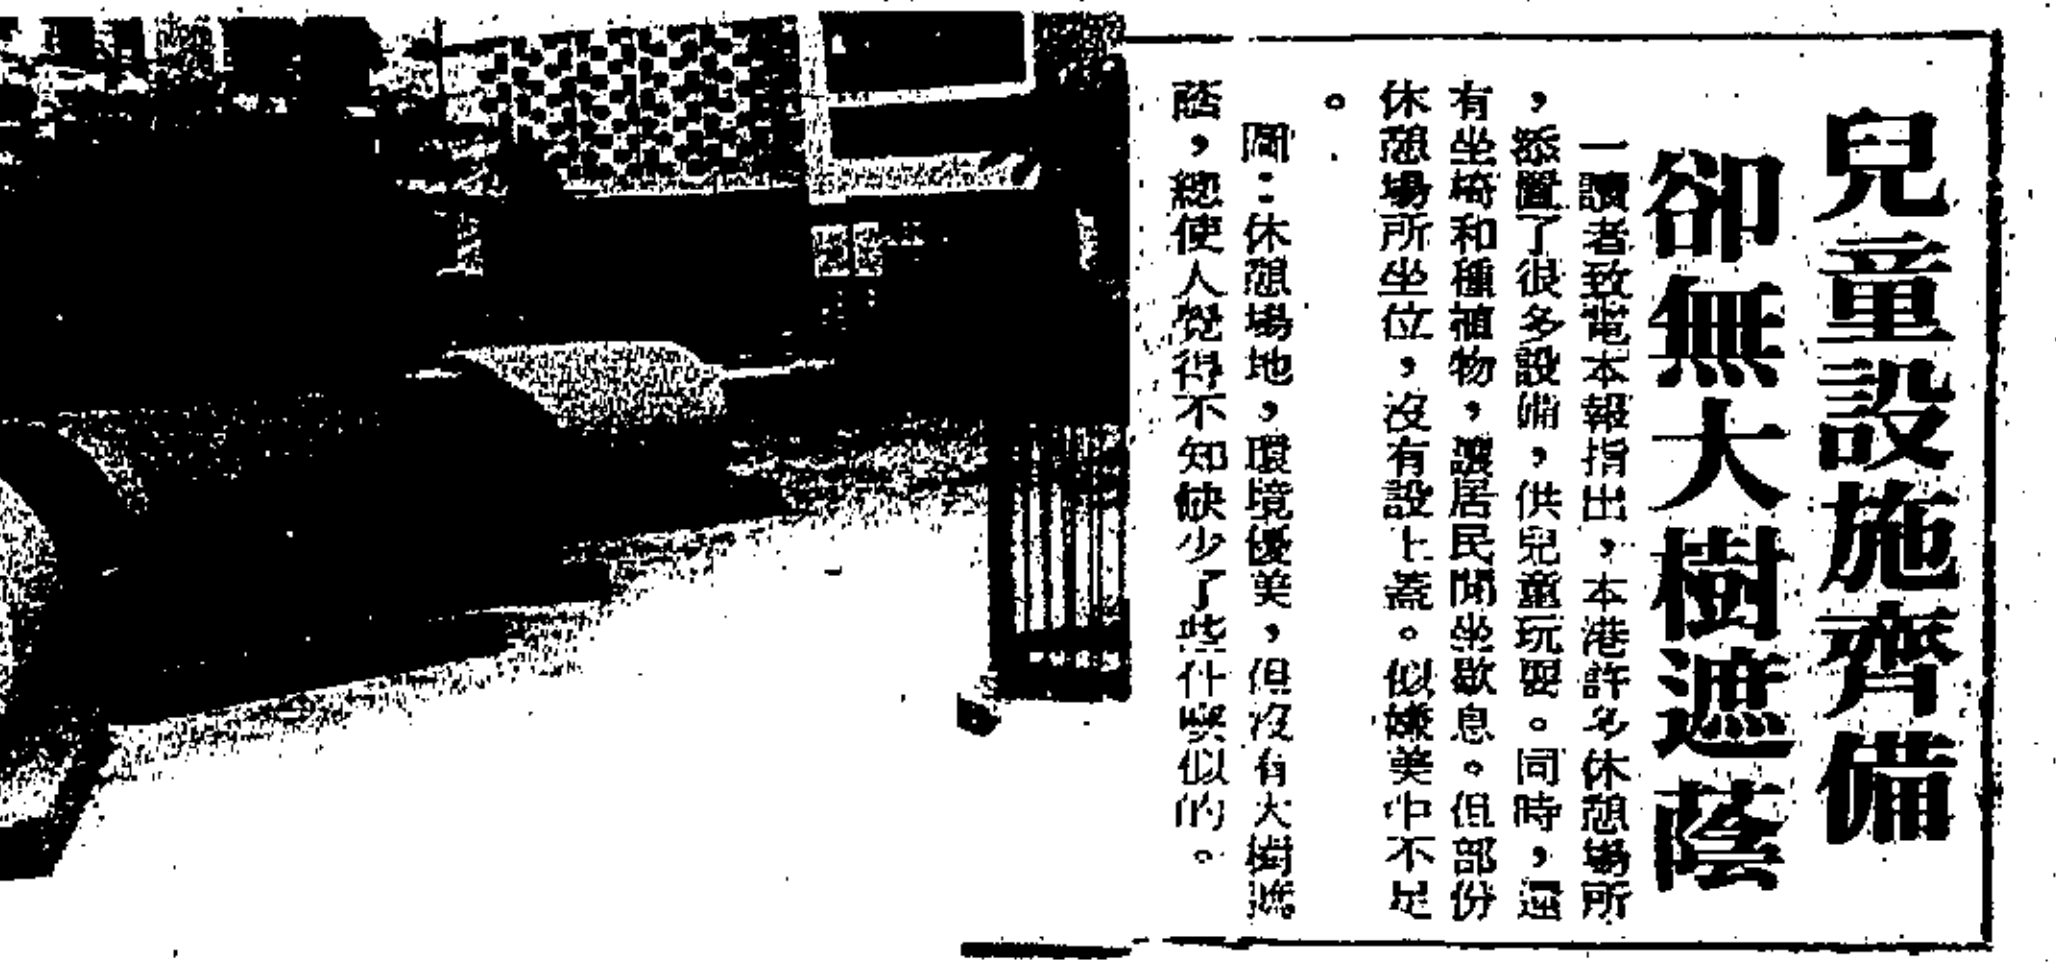 兒童設施齊備
卻無大樹遮蔭
一讀者致電本報指出，本港許多休憩場所
，添置了很多設備，供兒童玩耍。同時，還
有坐椅和種植物，讓居民閒坐歇息。但部份
休憩場所坐位，沒有設上蓋。似嫌美中不足
。
圖：休憩場地，環境優美，但沒有大樹遮
蔭，總使人覺得不知缺少了些什麼似的。